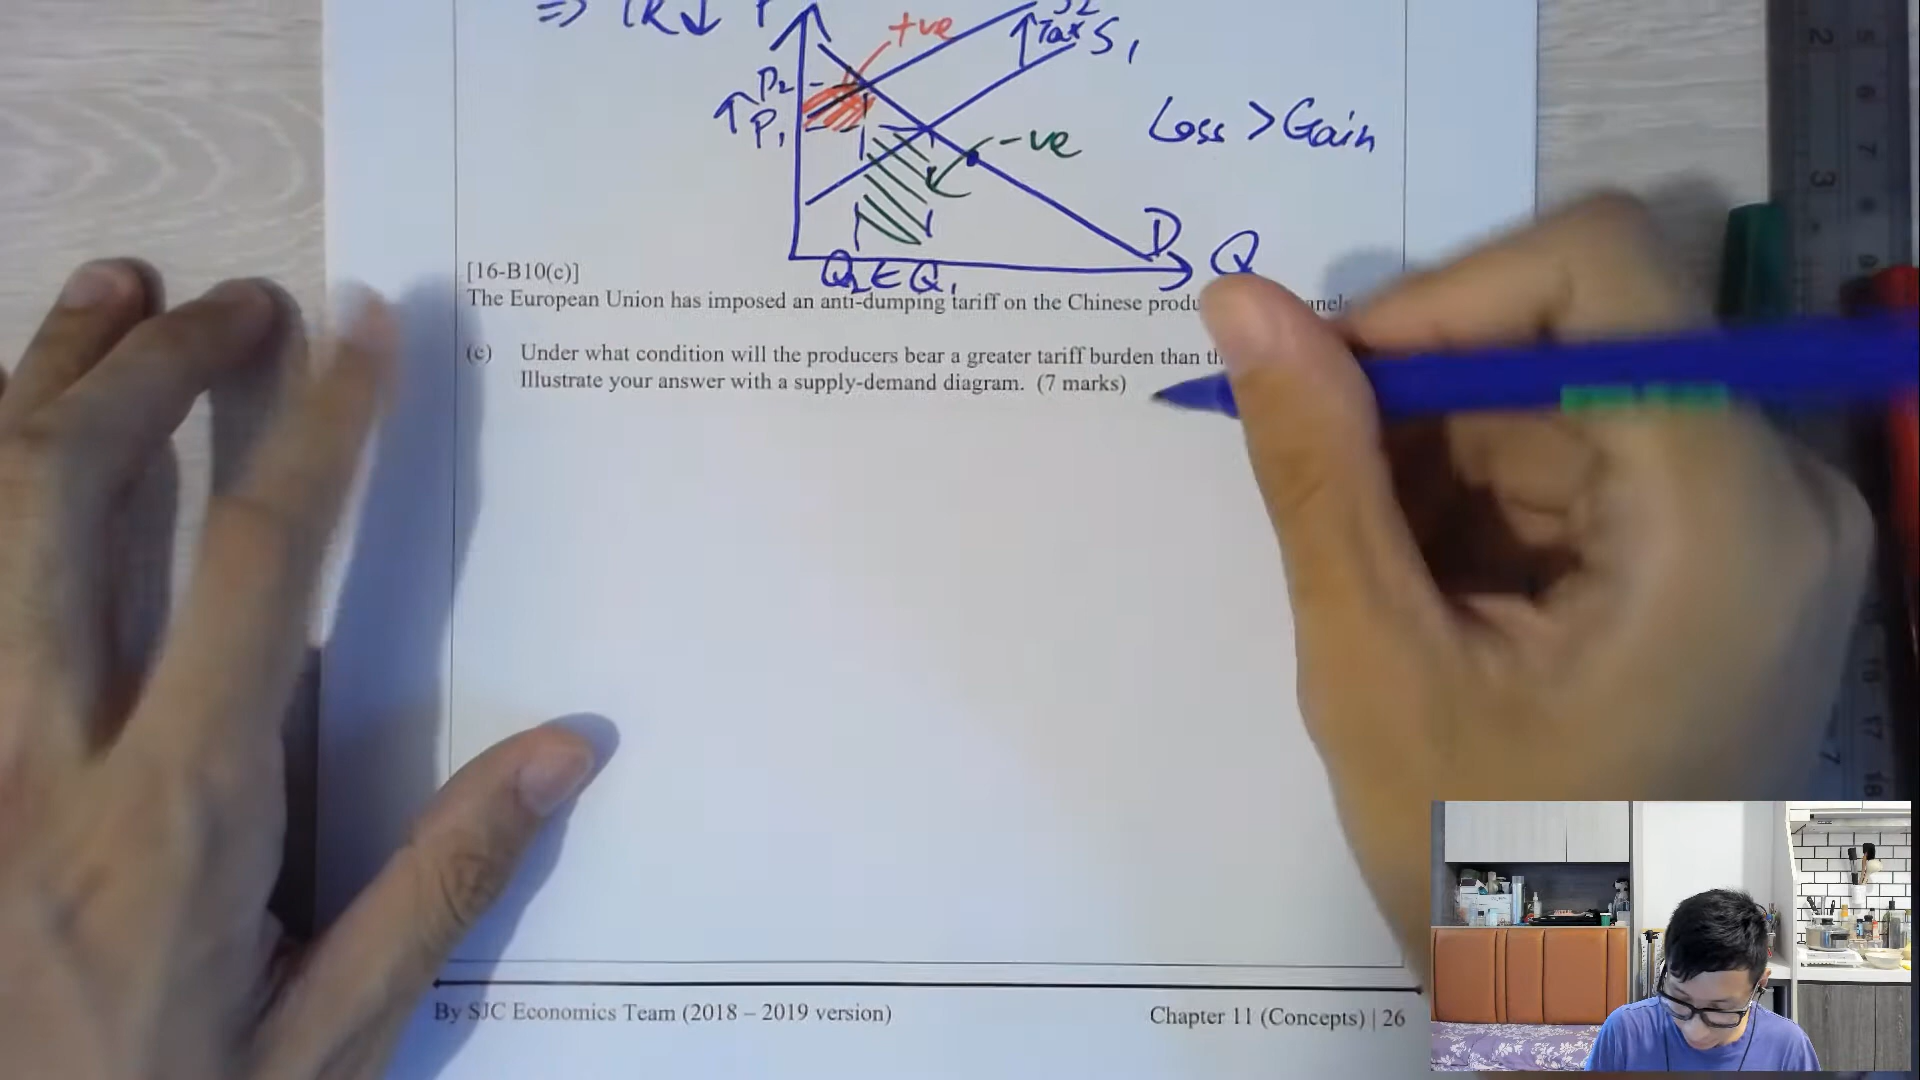 => TR↓ P
S2
+ve
↑Tax S1
P2
↑P1
Loss > Gain
-ve
D
Q2 ← Q1
Q
[16-B10(c)]
The European Union has imposed an anti-dumping tariff on the Chinese
(c) Under what condition will the producers bear a greater tariff burden than
Illustrate your answer with a supply-demand diagram. (7 marks)
By SJC Economics Team (2018 – 2019 version)
Chapter 11 (Concepts) | 26